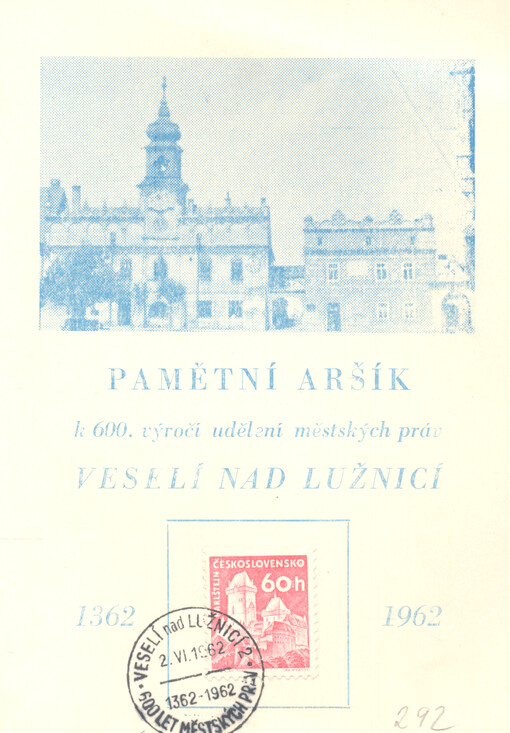 PAMĚTNÍ ARŠÍK
k 600. výročí udělení městských práv
VESELÍ NAD LUŽNICÍ
1362
1962
ČESKOSLOVENSKO
60h
VESELÍ nad LUŽNICÍ 2
2.VI.1962
1362-1962
600 LET MĚSTSKÝCH PRÁV
292